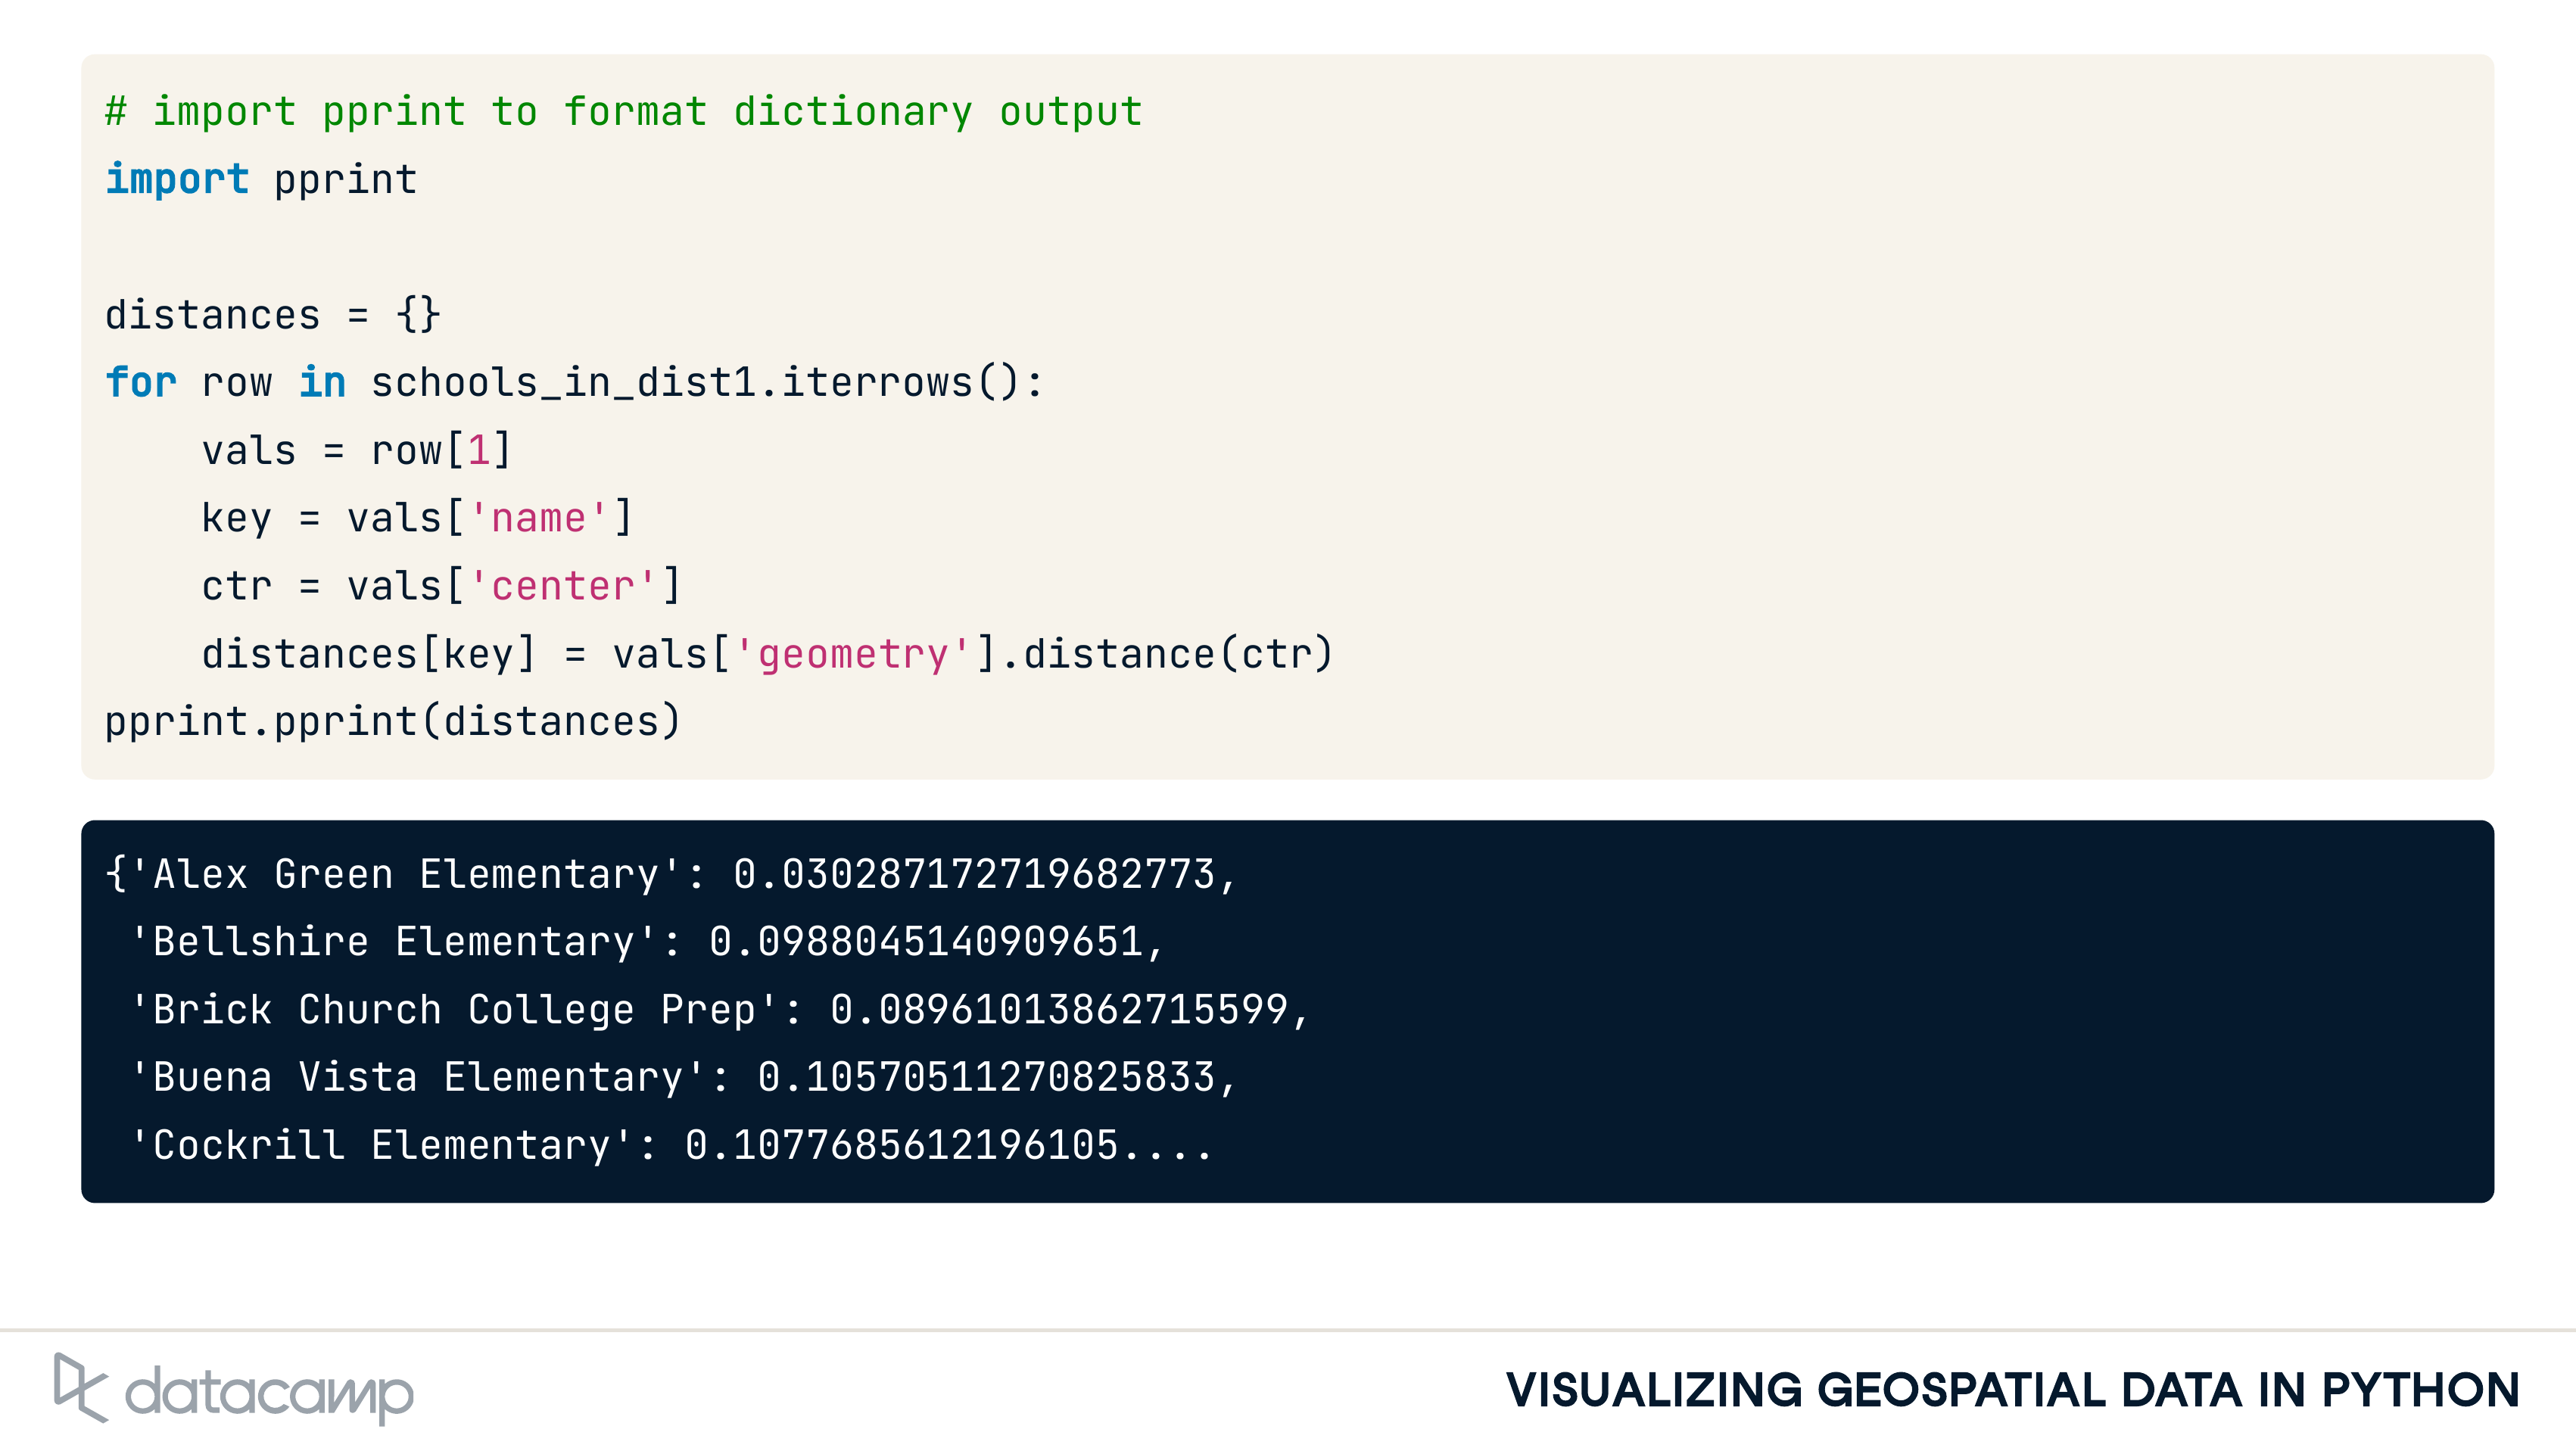 # import pprint to format dictionary output
import pprint

distances = {}
for row in schools_in_dist1.iterrows():
    vals = row[1]
    key = vals['name']
    ctr = vals['center']
    distances[key] = vals['geometry'].distance(ctr)
pprint.pprint(distances)
{'Alex Green Elementary': 0.030287172719682773,
 'Bellshire Elementary': 0.0988045140909651,
 'Brick Church College Prep': 0.08961013862715599,
 'Buena Vista Elementary': 0.10570511270825833,
 'Cockrill Elementary': 0.1077685612196105....
datacamp
VISUALIZING GEOSPATIAL DATA IN PYTHON